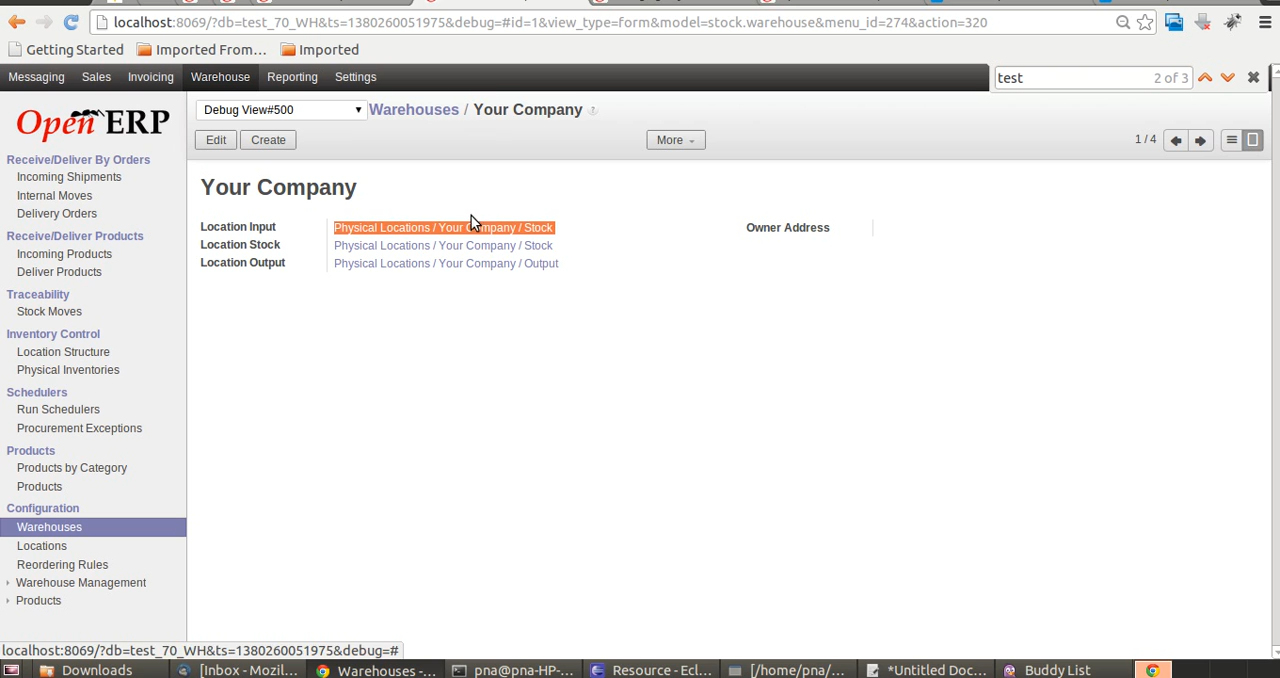 localhost:8069/?db=test_70_WH&ts=1380260051975&debug=#id=1&view_type=form&model=stock.warehouse&menu_id=274&action=320
Getting Started Imported From... Imported
Messaging Sales Invoicing Warehouse Reporting Settings
test 2 of 3
Open ERP
Debug View#500 Warehouses / Your Company ?
Edit Create More 1 / 4
Receive/Deliver By Orders
Incoming Shipments
Internal Moves
Delivery Orders
Receive/Deliver Products
Incoming Products
Deliver Products
Traceability
Stock Moves
Inventory Control
Location Structure
Physical Inventories
Schedulers
Run Schedulers
Procurement Exceptions
Products
Products by Category
Products
Configuration
Warehouses
Locations
Reordering Rules
Warehouse Management
Products
Your Company
Location Input Physical Locations / Your Company / Stock Owner Address
Location Stock Physical Locations / Your Company / Stock
Location Output Physical Locations / Your Company / Output
localhost:8069/?db=test_70_WH&ts=1380260051975&debug=#
Downloads [Inbox - Mozil... Warehouses -... pna@pna-HP-... Resource - Ecl... [/home/pna/... *Untitled Doc... Buddy List